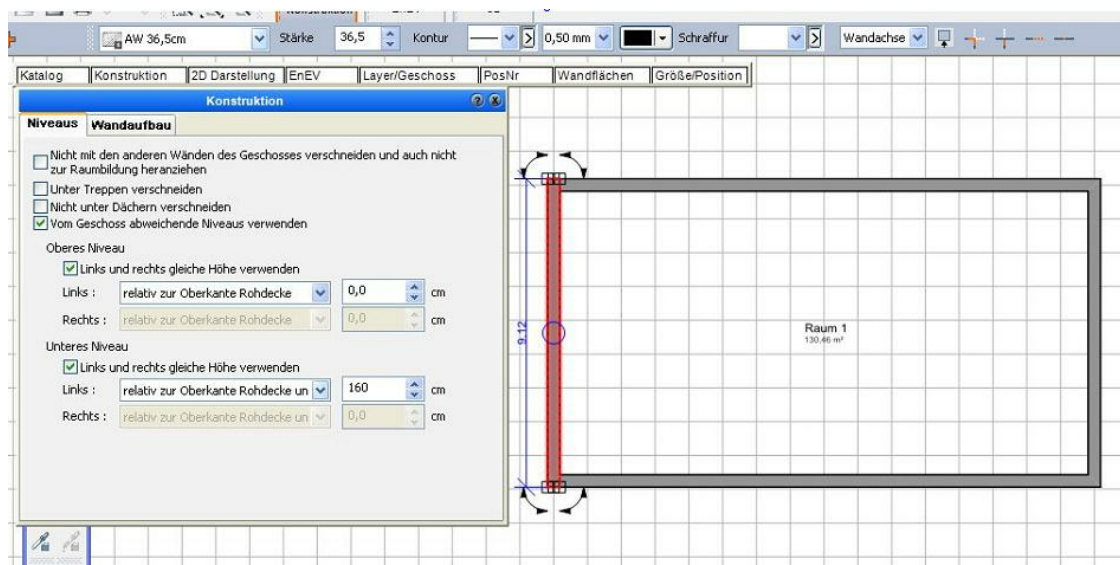 AW 36,5cm Stärke 36,5 Kontur 0,50 mm Schraffur Wandachse
Katalog Konstruktion 2D Darstellung EnEV Layer/Geschoss PosNr Wandflächen Größe/Position
Konstruktion
Niveaus Wandaufbau
Nicht mit den anderen Wänden des Geschosses verschneiden und auch nicht
zur Raumbildung heranziehen
Unter Treppen verschneiden
Nicht unter Dächern verschneiden
Vom Geschoss abweichende Niveaus verwenden
Oberes Niveau
Links und rechts gleiche Höhe verwenden
Links : relativ zur Oberkante Rohdecke 0,0 cm
Rechts : relativ zur Oberkante Rohdecke 0,0 cm
Unteres Niveau
Links und rechts gleiche Höhe verwenden
Links : relativ zur Oberkante Rohdecke un 160 cm
Rechts : relativ zur Oberkante Rohdecke un 0,0 cm
9,12
Raum 1
130,46 m²